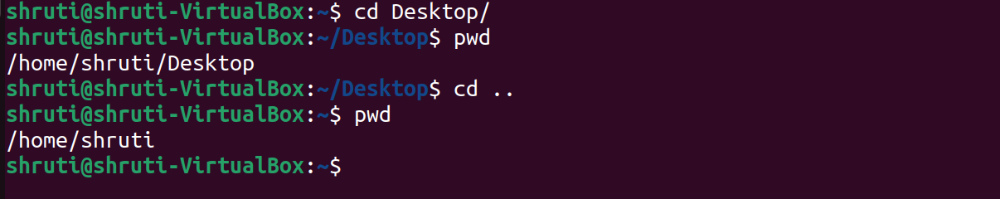 shruti@shruti-VirtualBox:~$ cd Desktop/
shruti@shruti-VirtualBox:~/Desktop$ pwd
/home/shruti/Desktop
shruti@shruti-VirtualBox:~/Desktop$ cd ..
shruti@shruti-VirtualBox:~$ pwd
/home/shruti
shruti@shruti-VirtualBox:~$